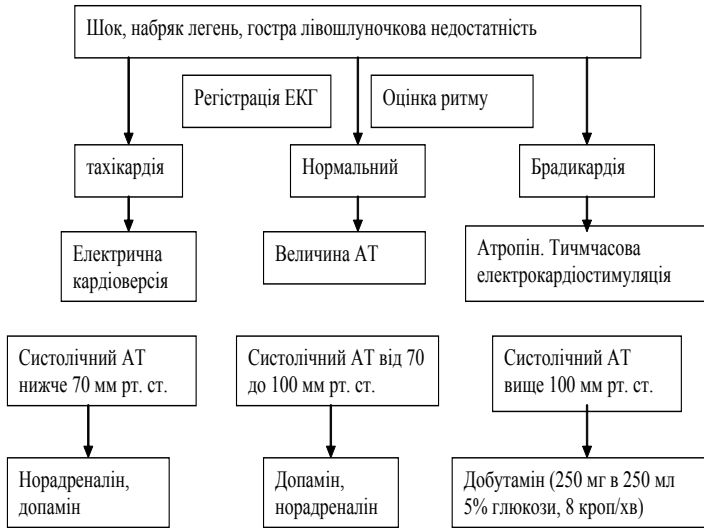 Шок, набряк легень, гостра лівошлуночкова недостатність
Регістрація ЕКГ
Оцінка ритму
тахікардія
Нормальний
Брадикардія
Електрична
кардіоверсія
Величина АТ
Атропін. Тичмчасова
електрокардіостимуляція
Систолічний АТ
нижче 70 мм рт. ст.
Систолічний АТ від 70
до 100 мм рт. ст.
Систолічний АТ
вище 100 мм рт. ст.
Норадреналін,
допамін
Допамін,
норадреналін
Добутамін (250 мг в 250 мл
5% глюкози, 8 кроп/хв)